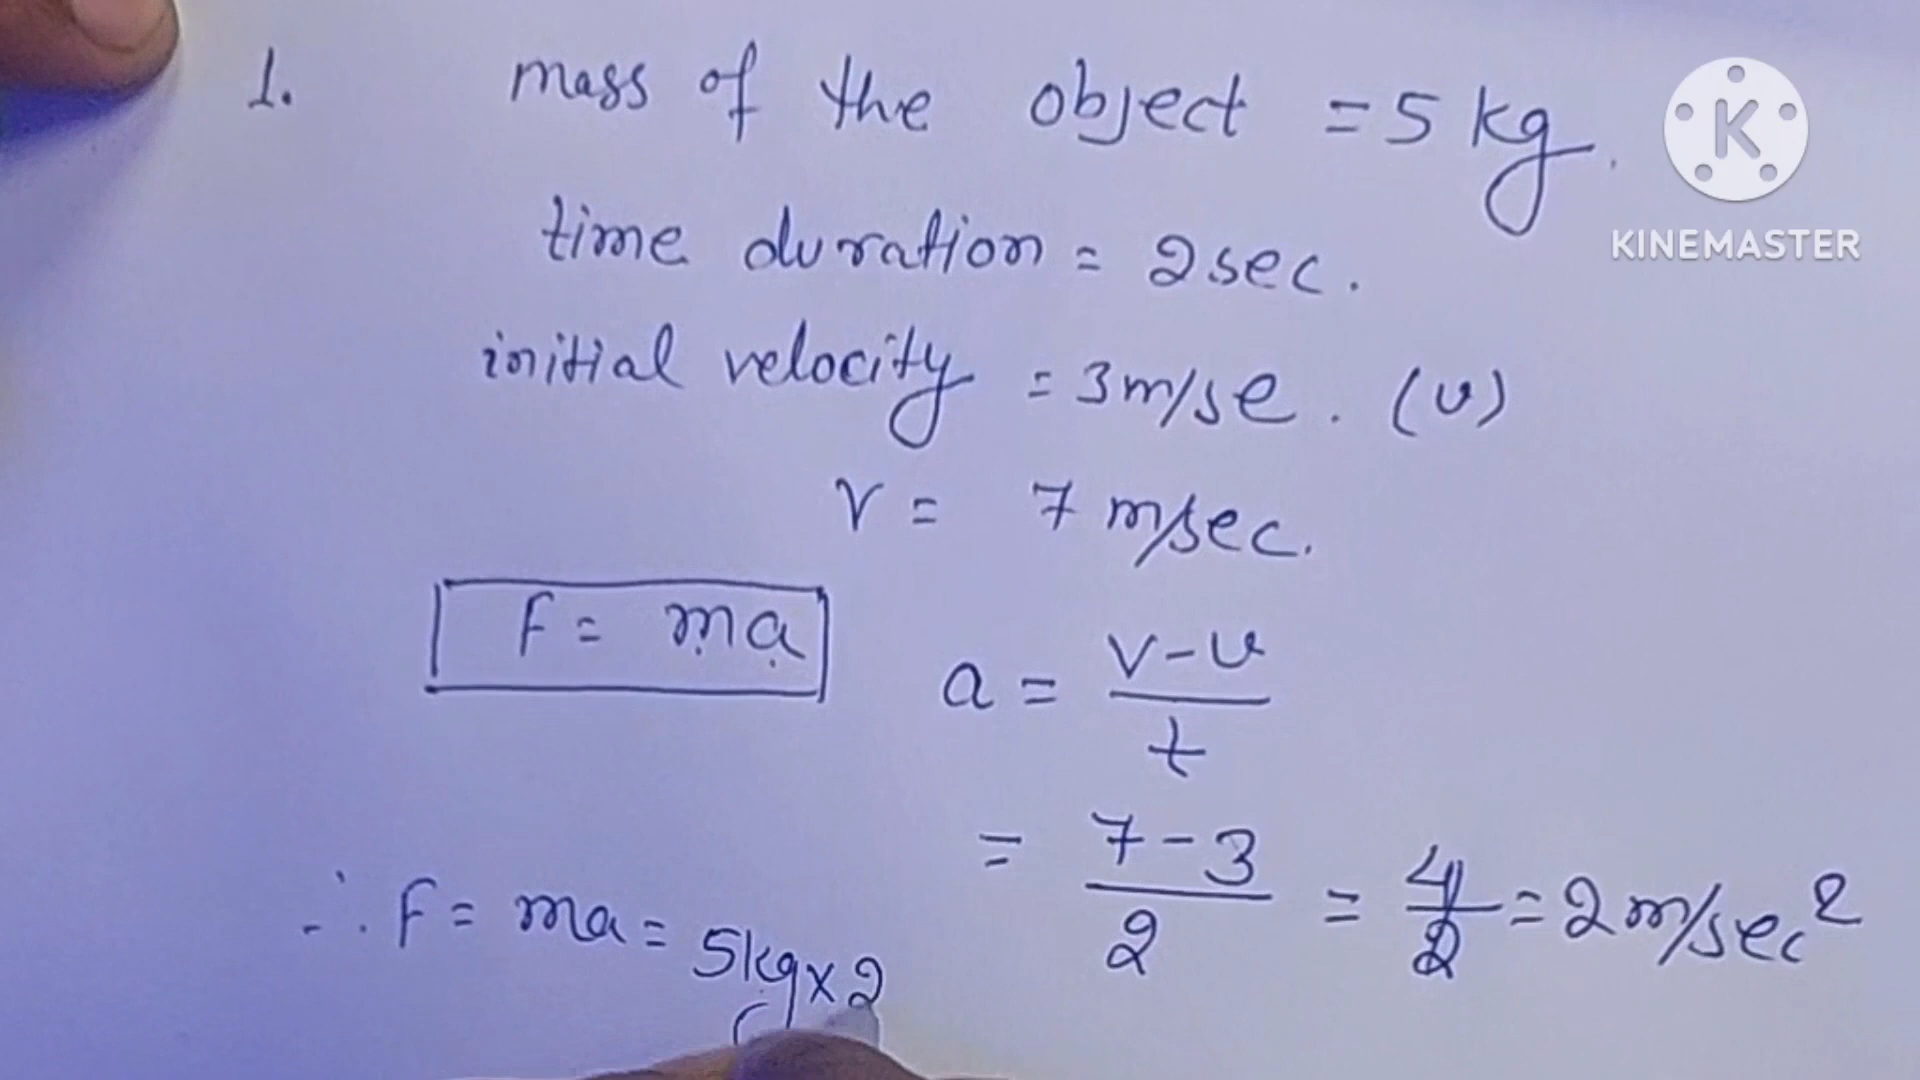 1. mass of the object = 5 kg.
time duration = 2 sec.
initial velocity = 3 m/se. (u)
v = 7 m/sec.
F = ma
a = v-u
t
= 7-3
2
= 4
2
= 2 m/sec²
∴ F = ma = 5kg x 2
K
KINEMASTER